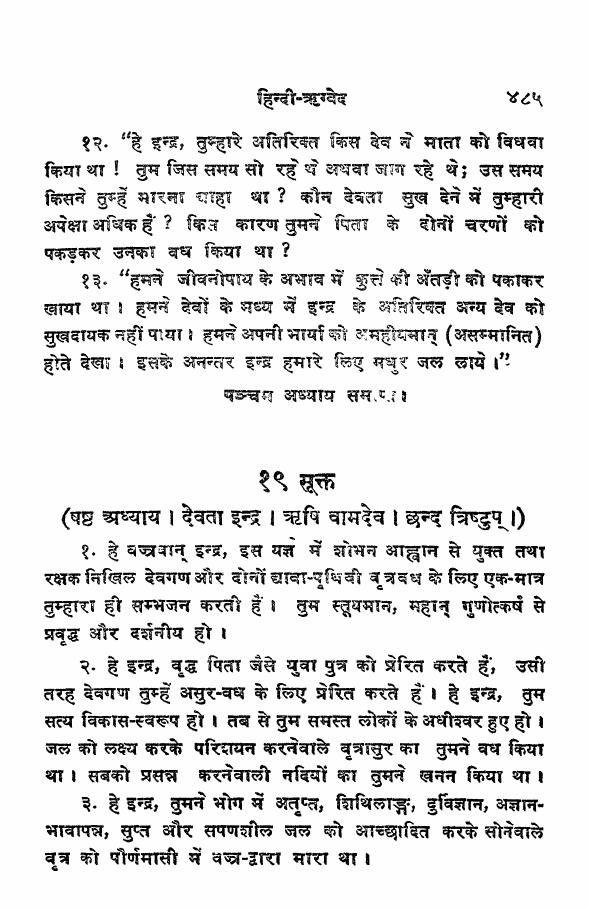 हिन्दी-ऋग्वेद ४८५
१२. “हे इन्द्र, तुम्हारे अतिरिक्त किस देव ने माता को विधवा
किया था ! तुम जिस समय सो रहे थे अथवा जाग रहे थे; उस समय
किसने तुम्हें मारना चाहा था ? कौन देवता सुख देने में तुम्हारी
अपेक्षा अधिक हैं ? किस कारण तुमने पिता के दोनों चरणों को
पकड़कर उनका बध किया था ?
१३. “हमने जीवनोपाय के अभाव में कुत्ते की अँतड़ी को पकाकर
खाया था। हमने देवों के मध्य में इन्द्र के अतिरिक्त अन्य देव को
सुखदायक नहीं पाया। हमने अपनी भार्या को अमहीयमान् (असम्मानित)
होते देखा। इसके अनन्तर इन्द्र हमारे लिए मधुर जल लाये।”
पञ्चम अध्याय समाप्त।
१९ सूक्त
(षष्ठ अध्याय। देवता इन्द्र। ऋषि वामदेव। छन्द त्रिष्टुप्।)
१. हे वज्रवान् इन्द्र, इस यज्ञ में शोभन आह्वान से युक्त तथा
रक्षक निखिल देवगण और दोनों द्यावा-पृथिवी वृत्रवध के लिए एक-मात्र
तुम्हारा ही सम्भजन करती हैं। तुम स्तूयमान, महान् गुणोत्कर्ष से
प्रवृद्ध और दर्शनीय हो।
२. हे इन्द्र, वृद्ध पिता जैसे युवा पुत्र को प्रेरित करते हैं, उसी
तरह देवगण तुम्हें असुर-वध के लिए प्रेरित करते हैं। हे इन्द्र, तुम
सत्य विकास-स्वरूप हो। तब से तुम समस्त लोकों के अधीश्वर हुए हो।
जल को लक्ष्य करके परिशयन करनेवाले वृत्रासुर का तुमने वध किया
था। सबको प्रसन्न करनेवाली नदियों का तुमने खनन किया था।
३. हे इन्द्र, तुमने भोग में अतृप्त, शिथिलाङ्ग, दुर्विज्ञान, अज्ञान-
भावापन्न, सुप्त और सपणशील जल को आच्छादित करके सोनेवाले
वृत्र को पौर्णमासी में वज्र-द्वारा मारा था।